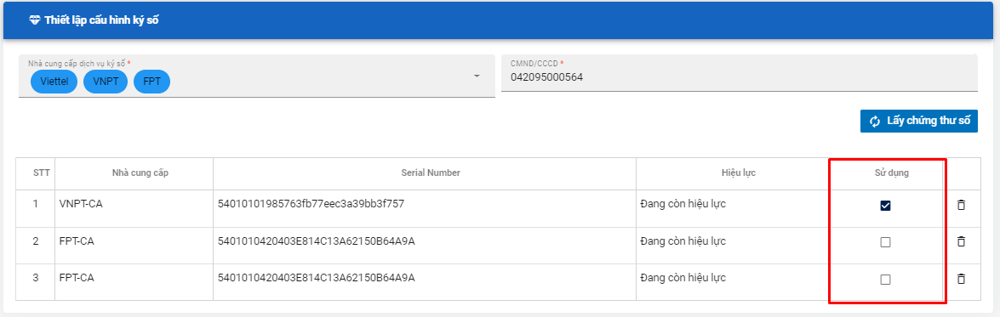 Thiết lập cấu hình ký số
Nhà cung cấp dịch vụ ký số *
Viettel VNPT FPT
CMND/CCCD *
042095000564
Lấy chứng thư số
STT Nhà cung cấp Serial Number Hiệu lực Sử dụng
1 VNPT-CA 54010101985763fb77eec3a39bb3f757 Đang còn hiệu lực
2 FPT-CA 5401010420403E814C13A62150B64A9A Đang còn hiệu lực
3 FPT-CA 5401010420403E814C13A62150B64A9A Đang còn hiệu lực